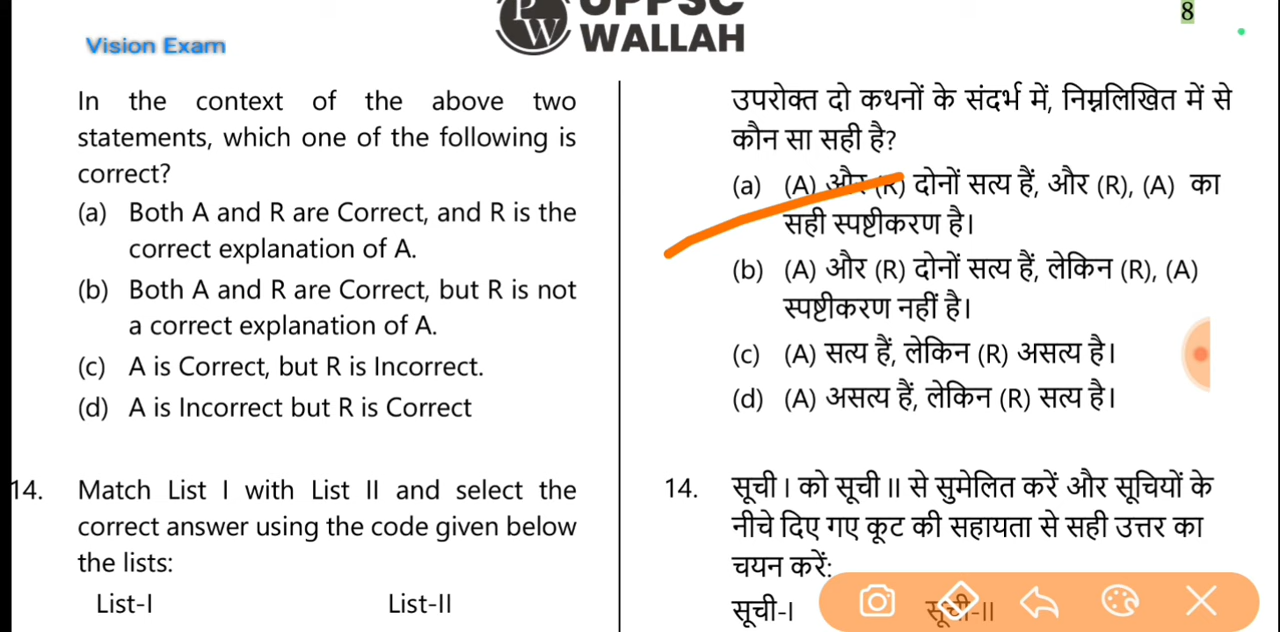 UPPSC
8
PW
WALLAH
Vision Exam
In the context of the above two
statements, which one of the following is
correct?
(a) Both A and R are Correct, and R is the
correct explanation of A.
(b) Both A and R are Correct, but R is not
a correct explanation of A.
(c) A is Correct, but R is Incorrect.
(d) A is Incorrect but R is Correct
14. Match List I with List II and select the
correct answer using the code given below
the lists:
List-I List-II
उपरोक्त दो कथनों के संदर्भ में, निम्नलिखित में से
कौन सा सही है?
(a) (A) और (R) दोनों सत्य हैं, और (R), (A) का
सही स्पष्टीकरण है।
(b) (A) और (R) दोनों सत्य हैं, लेकिन (R), (A)
स्पष्टीकरण नहीं है।
(c) (A) सत्य हैं, लेकिन (R) असत्य है।
(d) (A) असत्य हैं, लेकिन (R) सत्य है।
14. सूची I को सूची II से सुमेलित करें और सूचियों के
नीचे दिए गए कूट की सहायता से सही उत्तर का
चयन करें:
सूची-I सूची-II